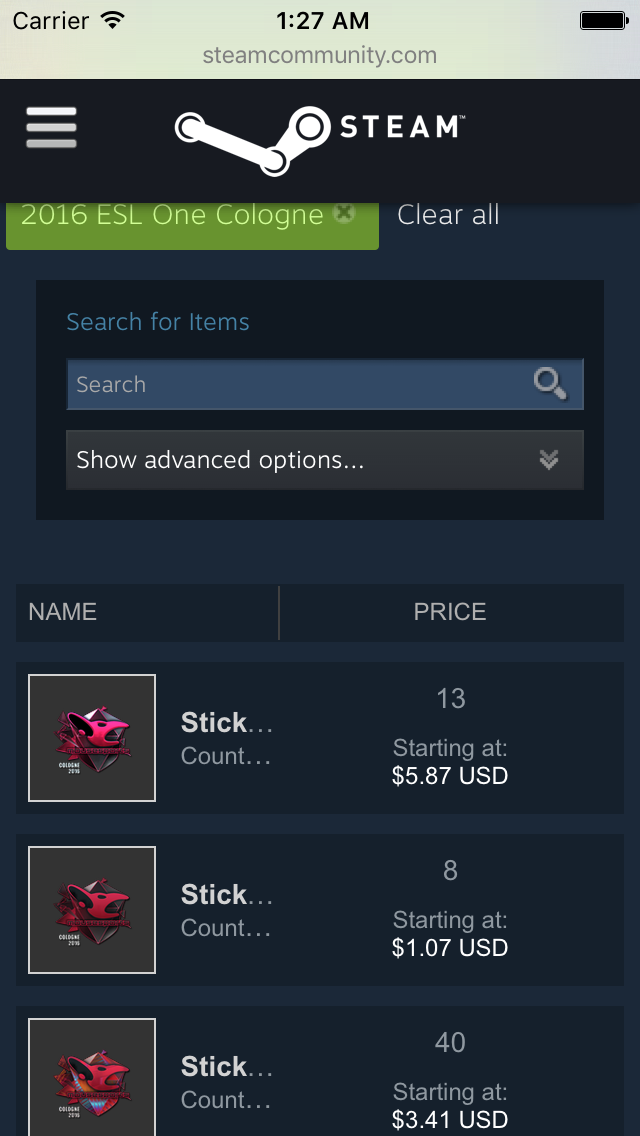 Carrier 1:27 AM
steamcommunity.com
STEAM™
2016 ESL One Cologne Clear all
Search for Items
Search
Show advanced options...
NAME PRICE
13
Stick...
Count...
Starting at:
$5.87 USD
COLOGNE
2016
8
Stick...
Count...
Starting at:
$1.07 USD
COLOGNE
2016
40
Stick...
Count...
Starting at:
$3.41 USD
COLOGNE
2016